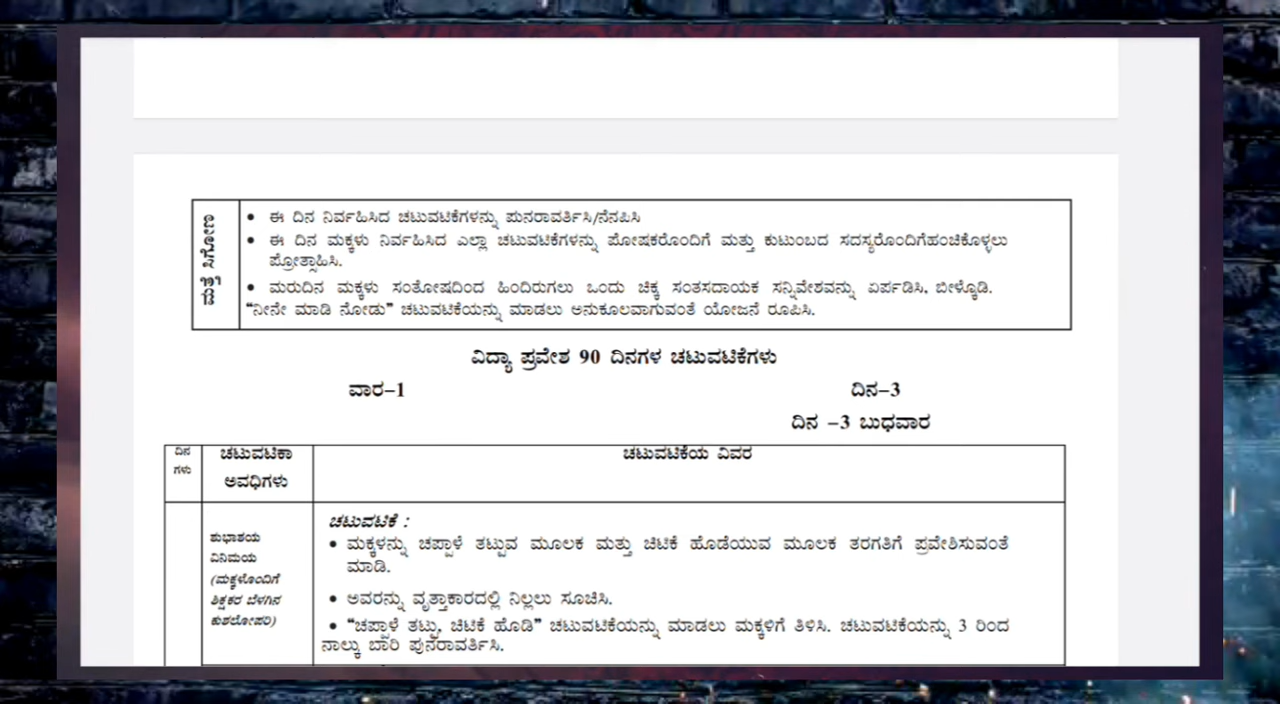 ಮತ್ತೆ ಸಿಗೋಣ
• ಈ ದಿನ ನಿರ್ವಹಿಸಿದ ಚಟುವಟಿಕೆಗಳನ್ನು ಪುನರಾವರ್ತಿಸಿ/ನೆನಪಿಸಿ
• ಈ ದಿನ ಮಕ್ಕಳು ನಿರ್ವಹಿಸಿದ ಎಲ್ಲಾ ಚಟುವಟಿಕೆಗಳನ್ನು ಪೋಷಕರೊಂದಿಗೆ ಮತ್ತು ಕುಟುಂಬದ ಸದಸ್ಯರೊಂದಿಗೆಹಂಚಿಕೊಳ್ಳಲು
ಪ್ರೋತ್ಸಾಹಿಸಿ.
• ಮರುದಿನ ಮಕ್ಕಳು ಸಂತೋಷದಿಂದ ಹಿಂದಿರುಗಲು ಒಂದು ಚಿಕ್ಕ ಸಂತಸದಾಯಕ ಸನ್ನಿವೇಶವನ್ನು ಏರ್ಪಡಿಸಿ, ಬೀಳ್ಕೊಡಿ.
“ನೀನೇ ಮಾಡಿ ನೋಡು” ಚಟುವಟಿಕೆಯನ್ನು ಮಾಡಲು ಅನುಕೂಲವಾಗುವಂತೆ ಯೋಜನೆ ರೂಪಿಸಿ.
ವಿದ್ಯಾ ಪ್ರವೇಶ 90 ದಿನಗಳ ಚಟುವಟಿಕೆಗಳು
ವಾರ-1 ದಿನ-3
ದಿನ -3 ಬುಧವಾರ
ದಿನ ಚಟುವಟಿಕಾ ಚಟುವಟಿಕೆಯ ವಿವರ
ಗಳು ಅವಧಿಗಳು
ಶುಭಾಶಯ
ವಿನಿಮಯ
(ಮಕ್ಕಳೊಂದಿಗೆ
ಶಿಕ್ಷಕರ ಬೆಳಗಿನ
ಕುಶಲೋಪರಿ)
ಚಟುವಟಿಕೆ :
• ಮಕ್ಕಳನ್ನು ಚಪ್ಪಾಳೆ ತಟ್ಟುವ ಮೂಲಕ ಮತ್ತು ಚಿಟಿಕೆ ಹೊಡೆಯುವ ಮೂಲಕ ತರಗತಿಗೆ ಪ್ರವೇಶಿಸುವಂತೆ
ಮಾಡಿ.
• ಅವರನ್ನು ವೃತ್ತಾಕಾರದಲ್ಲಿ ನಿಲ್ಲಲು ಸೂಚಿಸಿ.
• “ಚಪ್ಪಾಳೆ ತಟ್ಟು, ಚಿಟಿಕೆ ಹೊಡಿ” ಚಟುವಟಿಕೆಯನ್ನು ಮಾಡಲು ಮಕ್ಕಳಿಗೆ ತಿಳಿಸಿ. ಚಟುವಟಿಕೆಯನ್ನು 3 ರಿಂದ
ನಾಲ್ಕು ಬಾರಿ ಪುನರಾವರ್ತಿಸಿ.